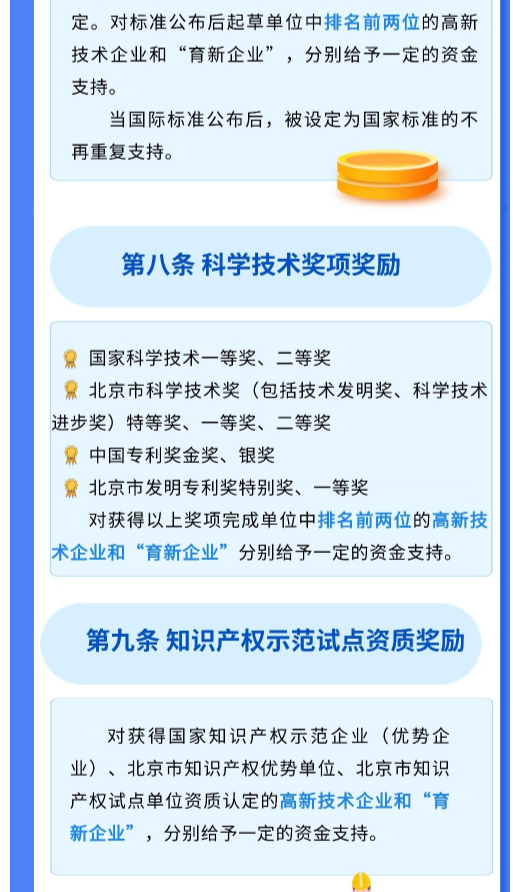 定。对标准公布后起草单位中排名前两位的高新
技术企业和“育新企业”，分别给予一定的资金
支持。
当国际标准公布后，被设定为国家标准的不
再重复支持。
第八条 科学技术奖项奖励
国家科学技术一等奖、二等奖
北京市科学技术奖（包括技术发明奖、科学技术
进步奖）特等奖、一等奖、二等奖
中国专利奖金奖、银奖
北京市发明专利奖特别奖、一等奖
对获得以上奖项完成单位中排名前两位的高新技
术企业和“育新企业”分别给予一定的资金支持。
第九条 知识产权示范试点资质奖励
对获得国家知识产权示范企业（优势企
业）、北京市知识产权优势单位、北京市知识
产权试点单位资质认定的高新技术企业和“育
新企业”，分别给予一定的资金支持。